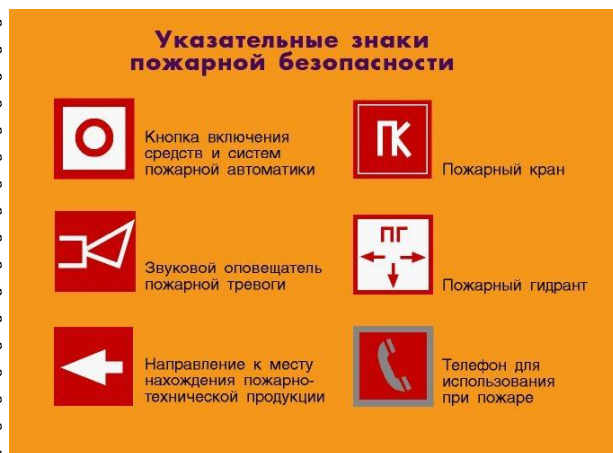 Указательные знаки
пожарной безопасности
Кнопка включения
средств и систем
пожарной автоматики
ПК
Пожарный кран
Звуковой оповещатель
пожарной тревоги
ПГ
Пожарный гидрант
Направление к месту
нахождения пожарно-
технической продукции
Телефон для
использования
при пожаре